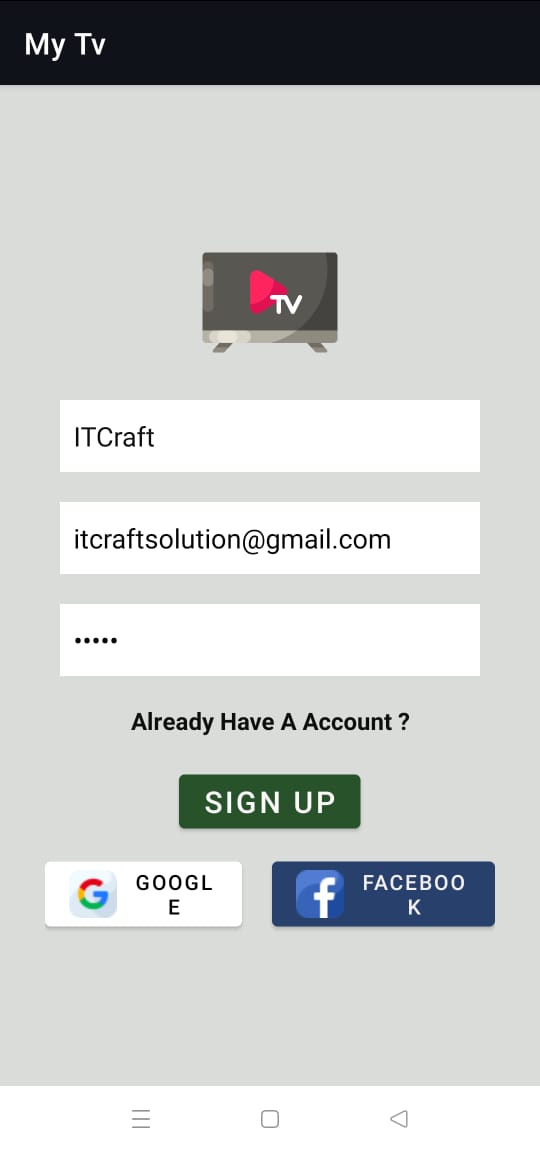 My Tv
TV
ITCraft
itcraftsolution@gmail.com
•••••
Already Have A Account ?
SIGN UP
GOOGL
E
FACEBOO
K